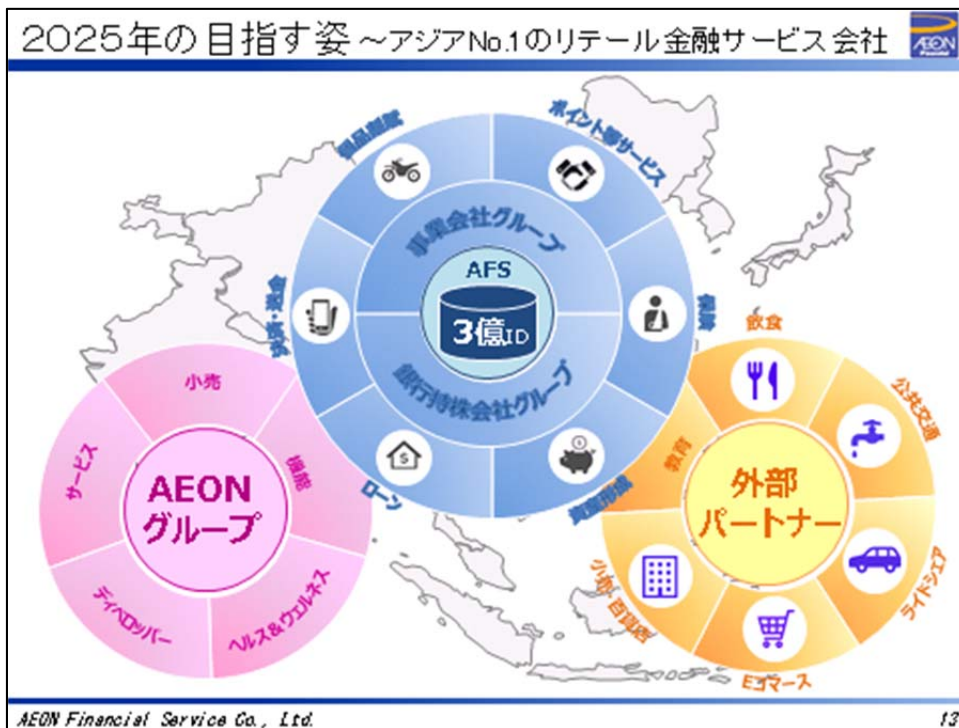 2025年の目指す姿 ~アジアNo.1のリテール金融サービス会社
AEON
Financial
個品割賦
ポイント等サービス
事業会社グループ
AFS
3億ID
決済・送金
保険
銀行持株会社グループ
ローン
資産形成
小売
サービス
機能
AEON
グループ
ディベロッパー
ヘルス&ウェルネス
飲食
公共交通
教育
外部
パートナー
ライドシェア
小売 百貨店
Eコマース
AEON Financial Service Co., Ltd.
13